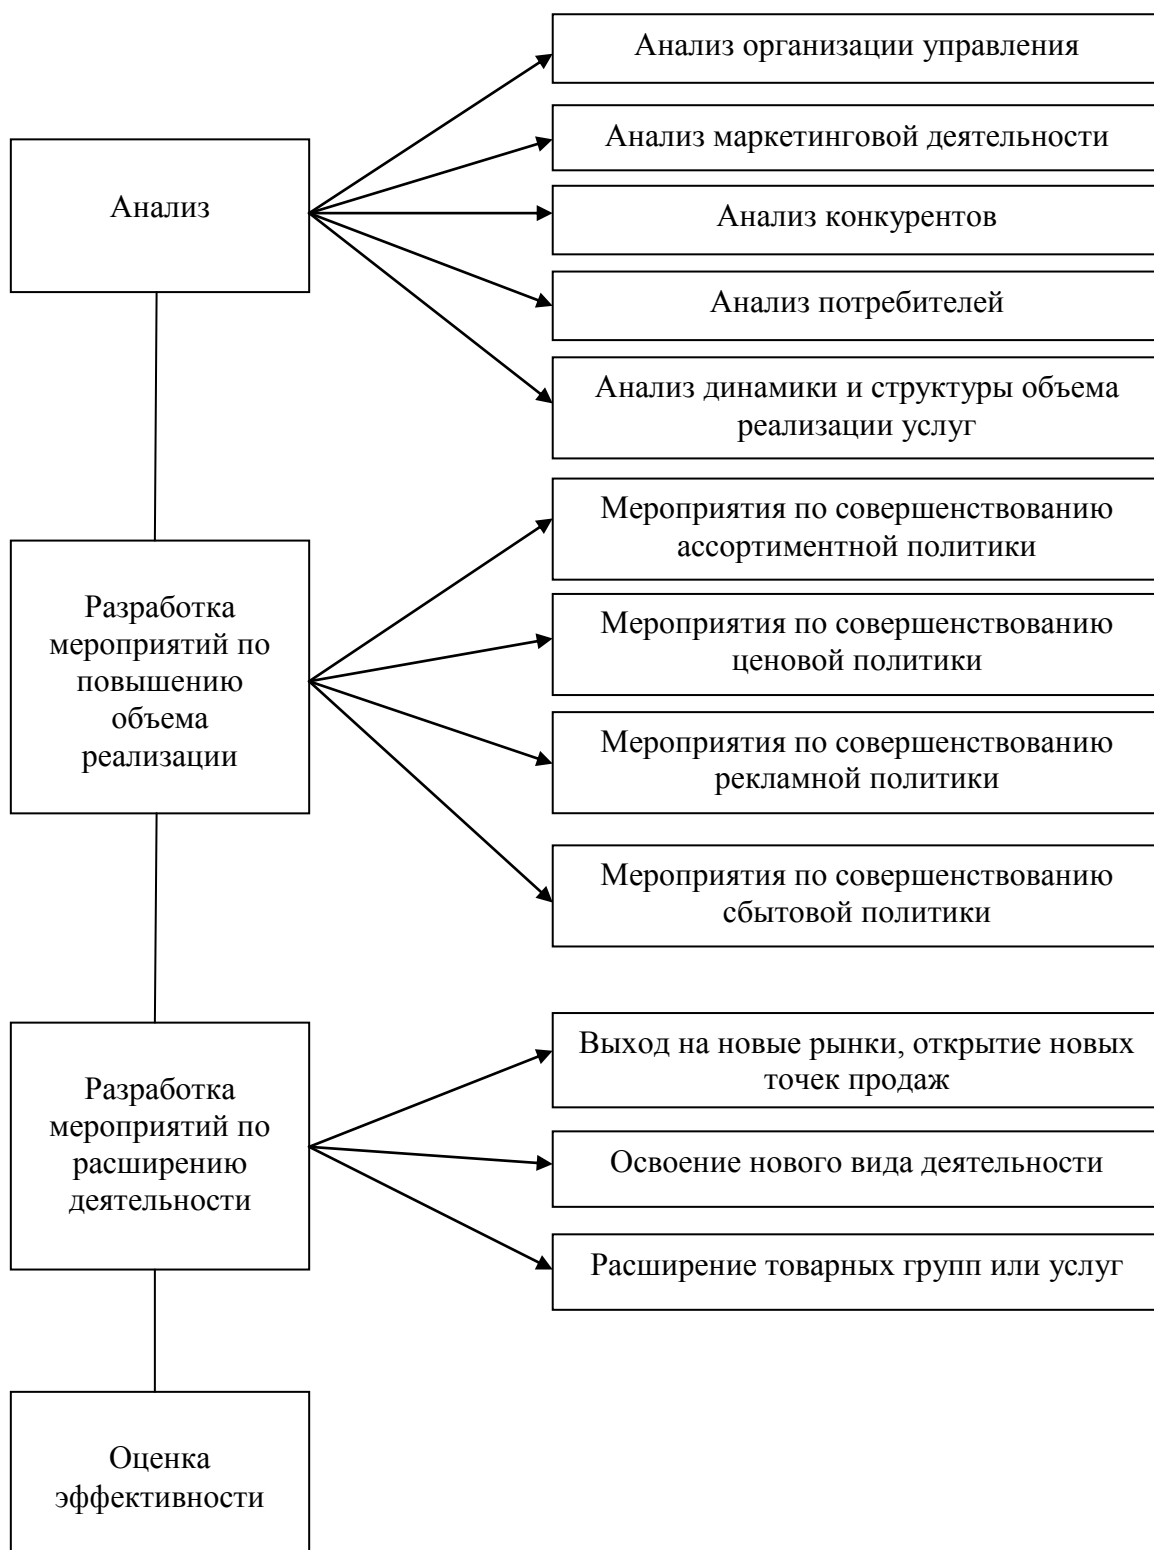 Анализ
Анализ организации управления
Анализ маркетинговой деятельности
Анализ конкурентов
Анализ потребителей
Анализ динамики и структуры объема
реализации услуг
Разработка
мероприятий по
повышению
объема
реализации
Мероприятия по совершенствованию
ассортиментной политики
Мероприятия по совершенствованию
ценовой политики
Мероприятия по совершенствованию
рекламной политики
Мероприятия по совершенствованию
сбытовой политики
Разработка
мероприятий по
расширению
деятельности
Выход на новые рынки, открытие новых
точек продаж
Освоение нового вида деятельности
Расширение товарных групп или услуг
Оценка
эффективности